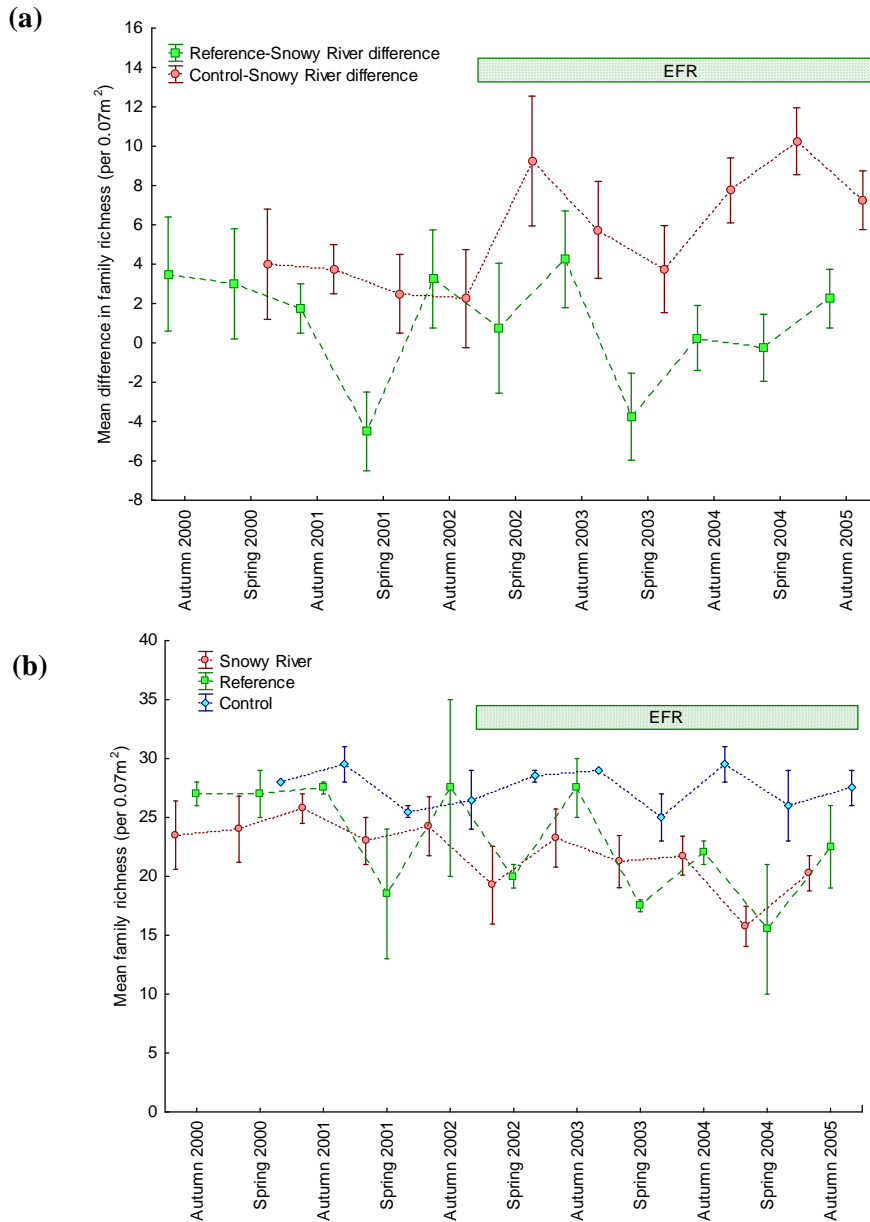 (a)
16
14
12
10
8
6
4
2
0
-2
-4
-6
-8
Mean difference in family richness (per 0.07m²)
Reference-Snowy River difference
Control-Snowy River difference
EFR
Autumn 2000
Spring 2000
Autumn 2001
Spring 2001
Autumn 2002
Spring 2002
Autumn 2003
Spring 2003
Autumn 2004
Spring 2004
Autumn 2005
(b)
40
35
30
25
20
15
10
5
0
Mean family richness (per 0.07m²)
Snowy River
Reference
Control
EFR
Autumn 2000
Spring 2000
Autumn 2001
Spring 2001
Autumn 2002
Spring 2002
Autumn 2003
Spring 2003
Autumn 2004
Spring 2004
Autumn 2005